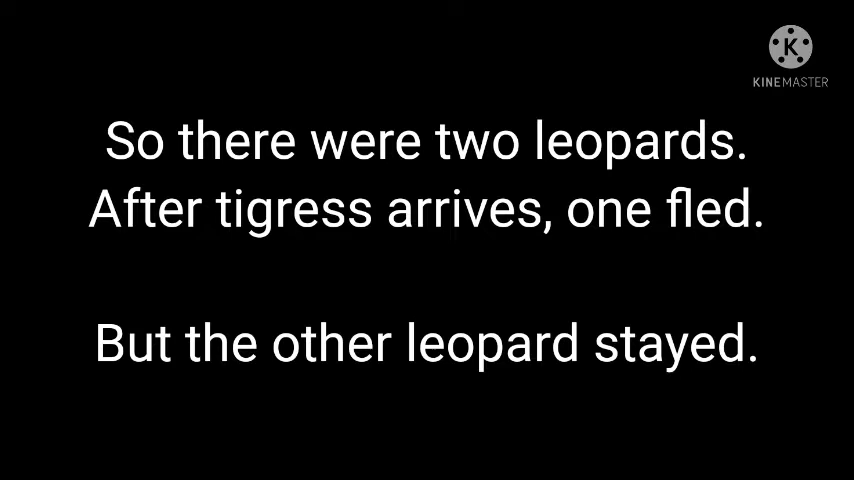 K
KINEMASTER
So there were two leopards.
After tigress arrives, one fled.
But the other leopard stayed.